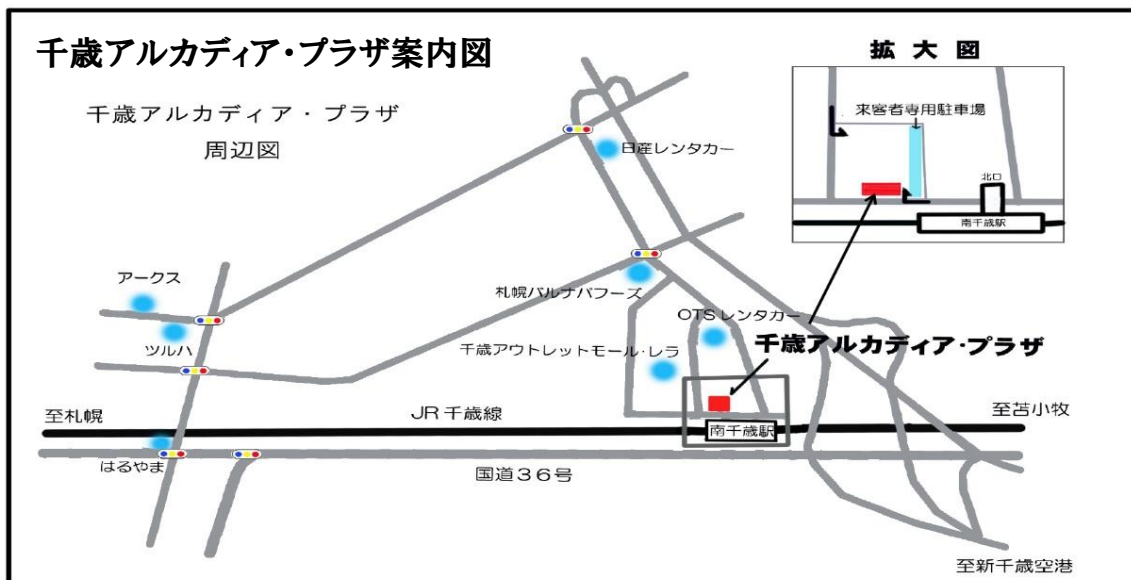 千歳アルカディア・プラザ案内図
千歳アルカディア・プラザ
周辺図
拡大図
来客者専用駐車場
北口
南千歳駅
日産レンタカー
アークス
ツルハ
札幌バルナバフーズ
OTSレンタカー
千歳アウトレットモール・レラ
千歳アルカディア・プラザ
至札幌
JR千歳線
南千歳駅
至苫小牧
はるやま
国道36号
至新千歳空港